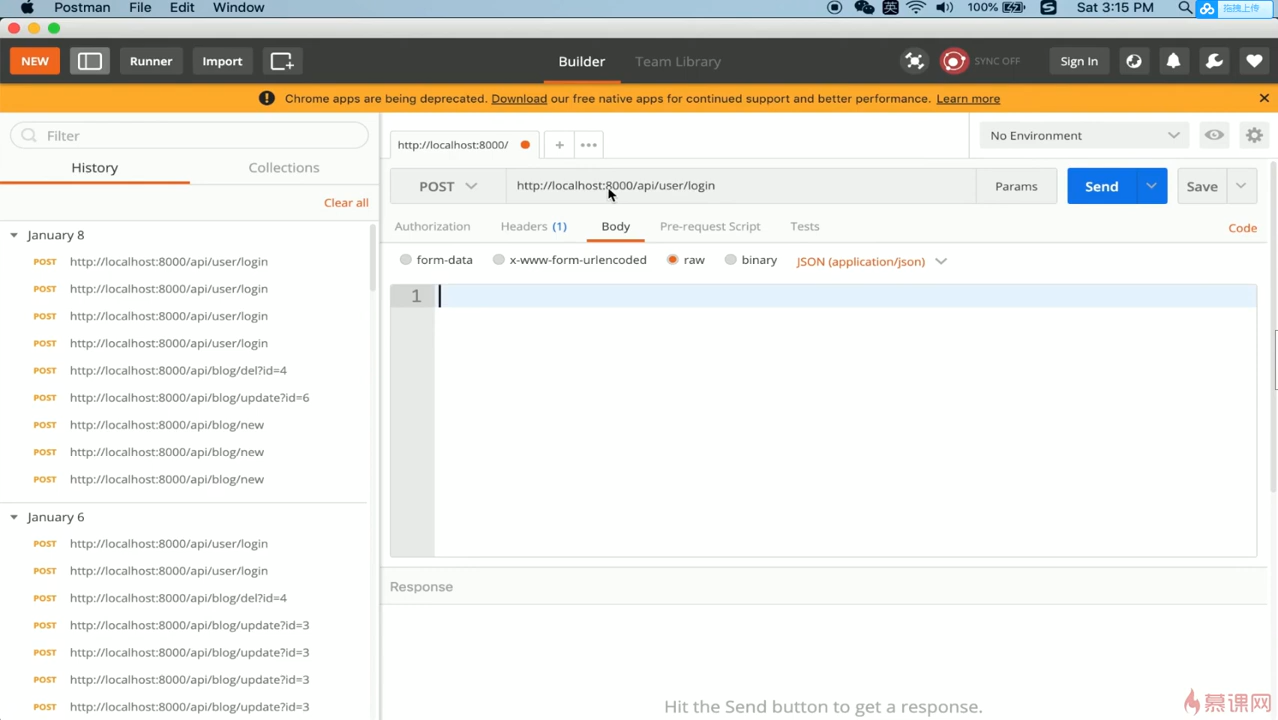 Postman File Edit Window 英 100% S Sat 3:15 PM 拖拽上传
NEW Runner Import Builder Team Library SYNC OFF Sign In
Chrome apps are being deprecated. Download our free native apps for continued support and better performance. Learn more
Filter
History Collections
Clear all
January 8
POST http://localhost:8000/api/user/login
POST http://localhost:8000/api/user/login
POST http://localhost:8000/api/user/login
POST http://localhost:8000/api/user/login
POST http://localhost:8000/api/blog/del?id=4
POST http://localhost:8000/api/blog/update?id=6
POST http://localhost:8000/api/blog/new
POST http://localhost:8000/api/blog/new
POST http://localhost:8000/api/blog/new
January 6
POST http://localhost:8000/api/user/login
POST http://localhost:8000/api/user/login
POST http://localhost:8000/api/blog/del?id=4
POST http://localhost:8000/api/blog/update?id=3
POST http://localhost:8000/api/blog/update?id=3
POST http://localhost:8000/api/blog/update?id=3
POST http://localhost:8000/api/blog/update?id=3
http://localhost:8000/ + ••• No Environment
POST http://localhost:8000/api/user/login Params Send Save
Authorization Headers (1) Body Pre-request Script Tests Code
form-data x-www-form-urlencoded raw binary JSON (application/json)
1
Response
Hit the Send button to get a response.
慕课网